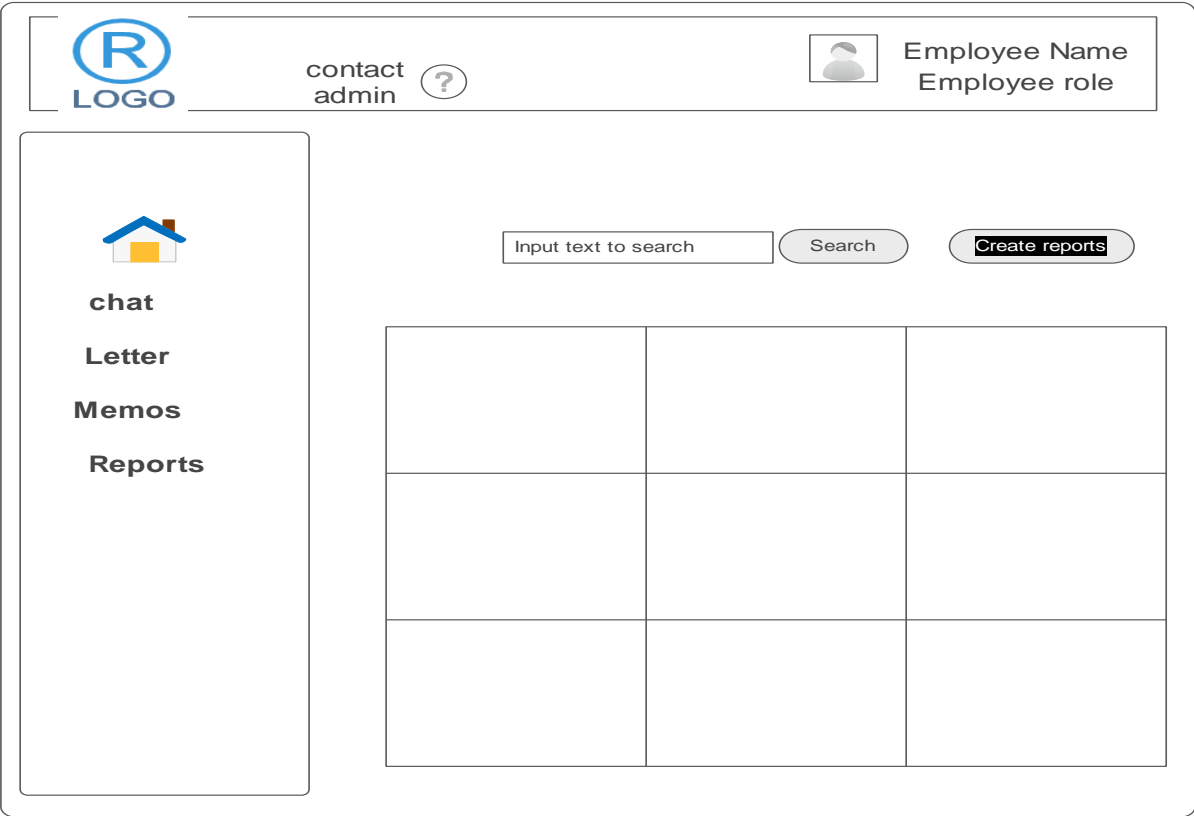 R
LOGO
contact
admin
?
Employee Name
Employee role
chat
Letter
Memos
Reports
Input text to search
Search
Create reports